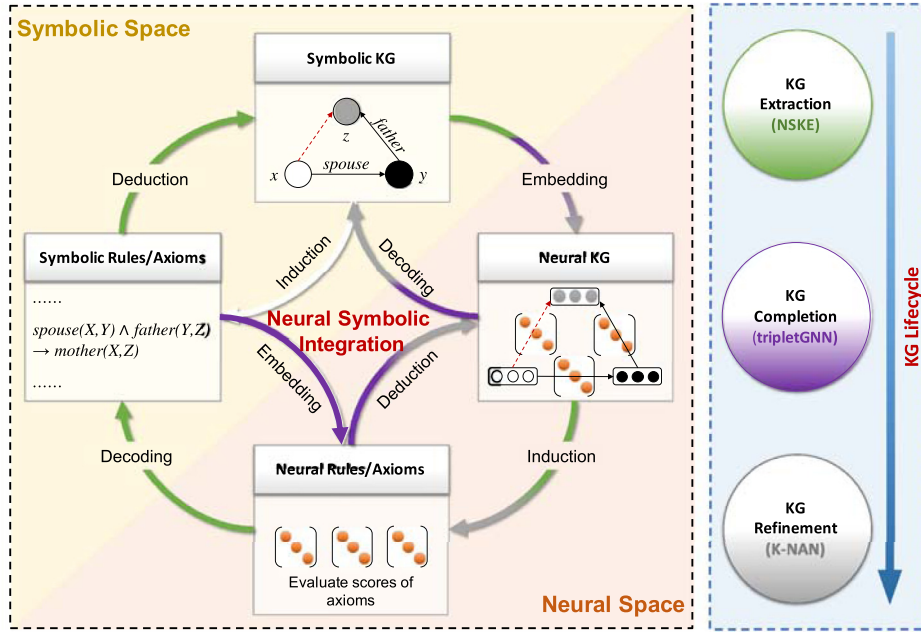 Symbolic Space
Symbolic KG
z
father
x
spouse
y
Deduction
Embedding
Symbolic Rules/Axioms
......
spouse(X,Y) ∧ father(Y,Z)
→ mother(X,Z)
......
Induction
Decoding
Neural KG
Neural Symbolic
Integration
Embedding
Deduction
Decoding
Induction
Neural Rules/Axioms
Evaluate scores of
axioms
Neural Space
KG
Extraction
(NSKE)
KG
Completion
(tripletGNN)
KG
Refinement
(K-NAN)
KG Lifecycle